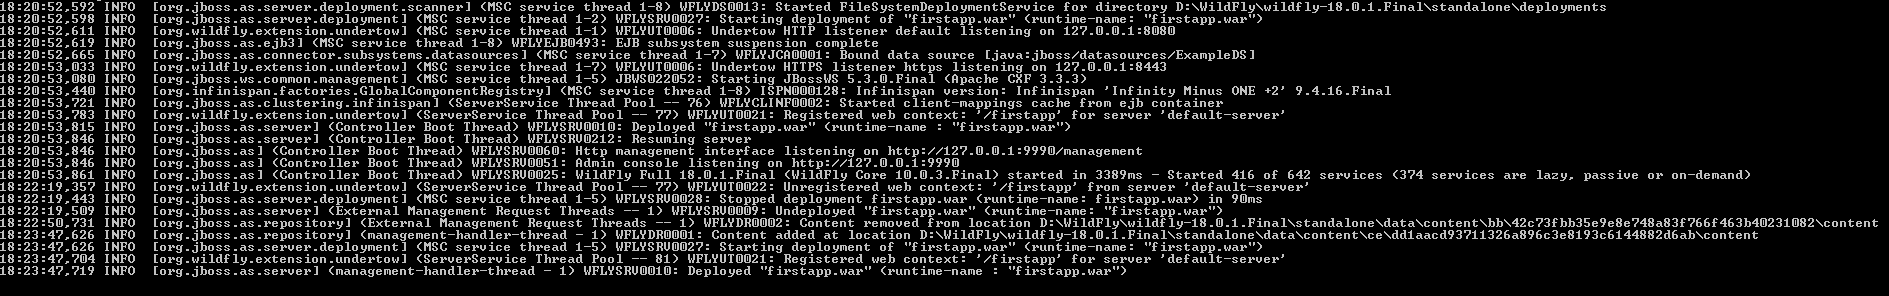 18:20:52,592 INFO  [org.jboss.as.server.deployment.scanner] (MSC service thread 1-8) WFLYDS0013: Started FileSystemDeploymentService for directory D:\WildFly\wildfly-18.0.1.Final\standalone\deployments
18:20:52,598 INFO  [org.jboss.as.server.deployment] (MSC service thread 1-2) WFLYSRV0027: Starting deployment of "firstapp.war" (runtime-name: "firstapp.war")
18:20:52,611 INFO  [org.wildfly.extension.undertow] (MSC service thread 1-1) WFLYUT0006: Undertow HTTP listener default listening on 127.0.0.1:8080
18:20:52,619 INFO  [org.jboss.as.ejb3] (MSC service thread 1-8) WFLYEJB0493: EJB subsystem suspension complete
18:20:52,665 INFO  [org.jboss.as.connector.subsystems.datasources] (MSC service thread 1-7) WFLYJCA0001: Bound data source [java:jboss/datasources/ExampleDS]
18:20:53,033 INFO  [org.wildfly.extension.undertow] (MSC service thread 1-7) WFLYUT0006: Undertow HTTPS listener https listening on 127.0.0.1:8443
18:20:53,080 INFO  [org.jboss.ws.common.management] (MSC service thread 1-5) JBWS022052: Starting JBossWS 5.3.0.Final (Apache CXF 3.3.3)
18:20:53,440 INFO  [org.infinispan.factories.GlobalComponentRegistry] (MSC service thread 1-8) ISPN000128: Infinispan version: Infinispan 'Infinity Minus ONE +2' 9.4.16.Final
18:20:53,721 INFO  [org.jboss.as.clustering.infinispan] (ServerService Thread Pool -- 76) WFLYCLINF0002: Started client-mappings cache from ejb container
18:20:53,783 INFO  [org.wildfly.extension.undertow] (ServerService Thread Pool -- 77) WFLYUT0021: Registered web context: '/firstapp' for server 'default-server'
18:20:53,815 INFO  [org.jboss.as.server] (Controller Boot Thread) WFLYSRV0010: Deployed "firstapp.war" (runtime-name : "firstapp.war")
18:20:53,846 INFO  [org.jboss.as.server] (Controller Boot Thread) WFLYSRV0212: Resuming server
18:20:53,846 INFO  [org.jboss.as] (Controller Boot Thread) WFLYSRV0060: Http management interface listening on http://127.0.0.1:9990/management
18:20:53,846 INFO  [org.jboss.as] (Controller Boot Thread) WFLYSRV0051: Admin console listening on http://127.0.0.1:9990
18:20:53,861 INFO  [org.jboss.as] (Controller Boot Thread) WFLYSRV0025: WildFly Full 18.0.1.Final (WildFly Core 10.0.3.Final) started in 3389ms - Started 416 of 642 services (374 services are lazy, passive or on-demand)
18:22:19,357 INFO  [org.wildfly.extension.undertow] (ServerService Thread Pool -- 77) WFLYUT0022: Unregistered web context: '/firstapp' from server 'default-server'
18:22:19,443 INFO  [org.jboss.as.server.deployment] (MSC service thread 1-5) WFLYSRV0028: Stopped deployment firstapp.war (runtime-name: firstapp.war) in 90ms
18:22:19,509 INFO  [org.jboss.as.server] (External Management Request Threads -- 1) WFLYSRV0009: Undeployed "firstapp.war" (runtime-name: "firstapp.war")
18:22:50,731 INFO  [org.jboss.as.repository] (External Management Request Threads -- 1) WFLYDR0002: Content removed from location D:\WildFly\wildfly-18.0.1.Final\standalone\data\content\bb\42c73fbb35e9e8e748a83f766f463b40231082\content
18:23:47,626 INFO  [org.jboss.as.repository] (management-handler-thread - 1) WFLYDR0001: Content added at location D:\WildFly\wildfly-18.0.1.Final\standalone\data\content\ce\dd1aacd93711326a896c3e8193c6144882d6ab\content
18:23:47,626 INFO  [org.jboss.as.server.deployment] (MSC service thread 1-5) WFLYSRV0027: Starting deployment of "firstapp.war" (runtime-name: "firstapp.war")
18:23:47,704 INFO  [org.wildfly.extension.undertow] (ServerService Thread Pool -- 81) WFLYUT0021: Registered web context: '/firstapp' for server 'default-server'
18:23:47,719 INFO  [org.jboss.as.server] (management-handler-thread - 1) WFLYSRV0010: Deployed "firstapp.war" (runtime-name : "firstapp.war")